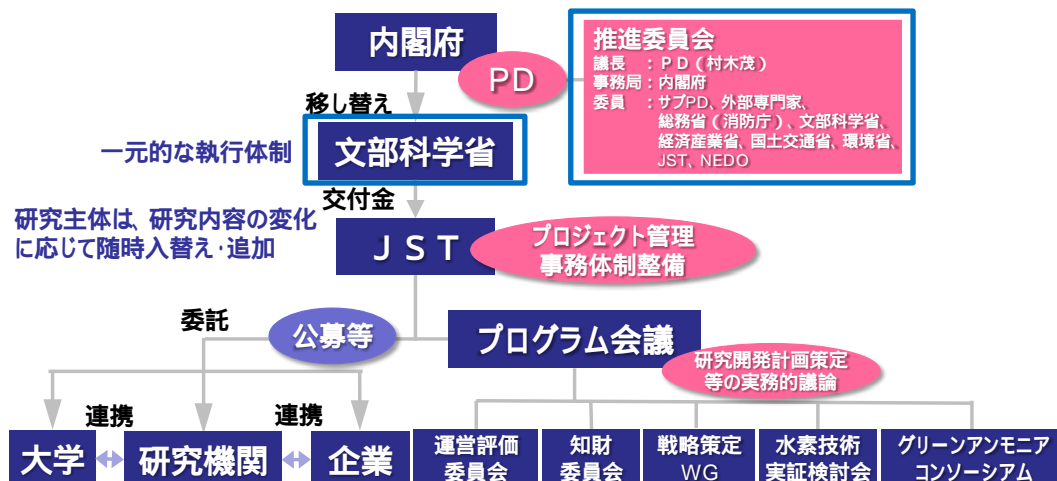 内閣府
PD
推進委員会
議長　：ＰＤ（村木茂）
事務局：内閣府
委員　：サブPD、外部専門家、
総務省（消防庁）、文部科学省、
経済産業省、国土交通省、環境省、
JST、NEDO
移し替え
一元的な執行体制
文部科学省
交付金
研究主体は、研究内容の変化
に応じて随時入替え・追加
ＪＳＴ
プロジェクト管理
事務体制整備
委託
公募等
プログラム会議
研究開発計画策定
等の実務的議論
連携
連携
大学
研究機関
企業
運営評価
委員会
知財
委員会
戦略策定
WG
水素技術
実証検討会
グリーンアンモニア
コンソーシアム